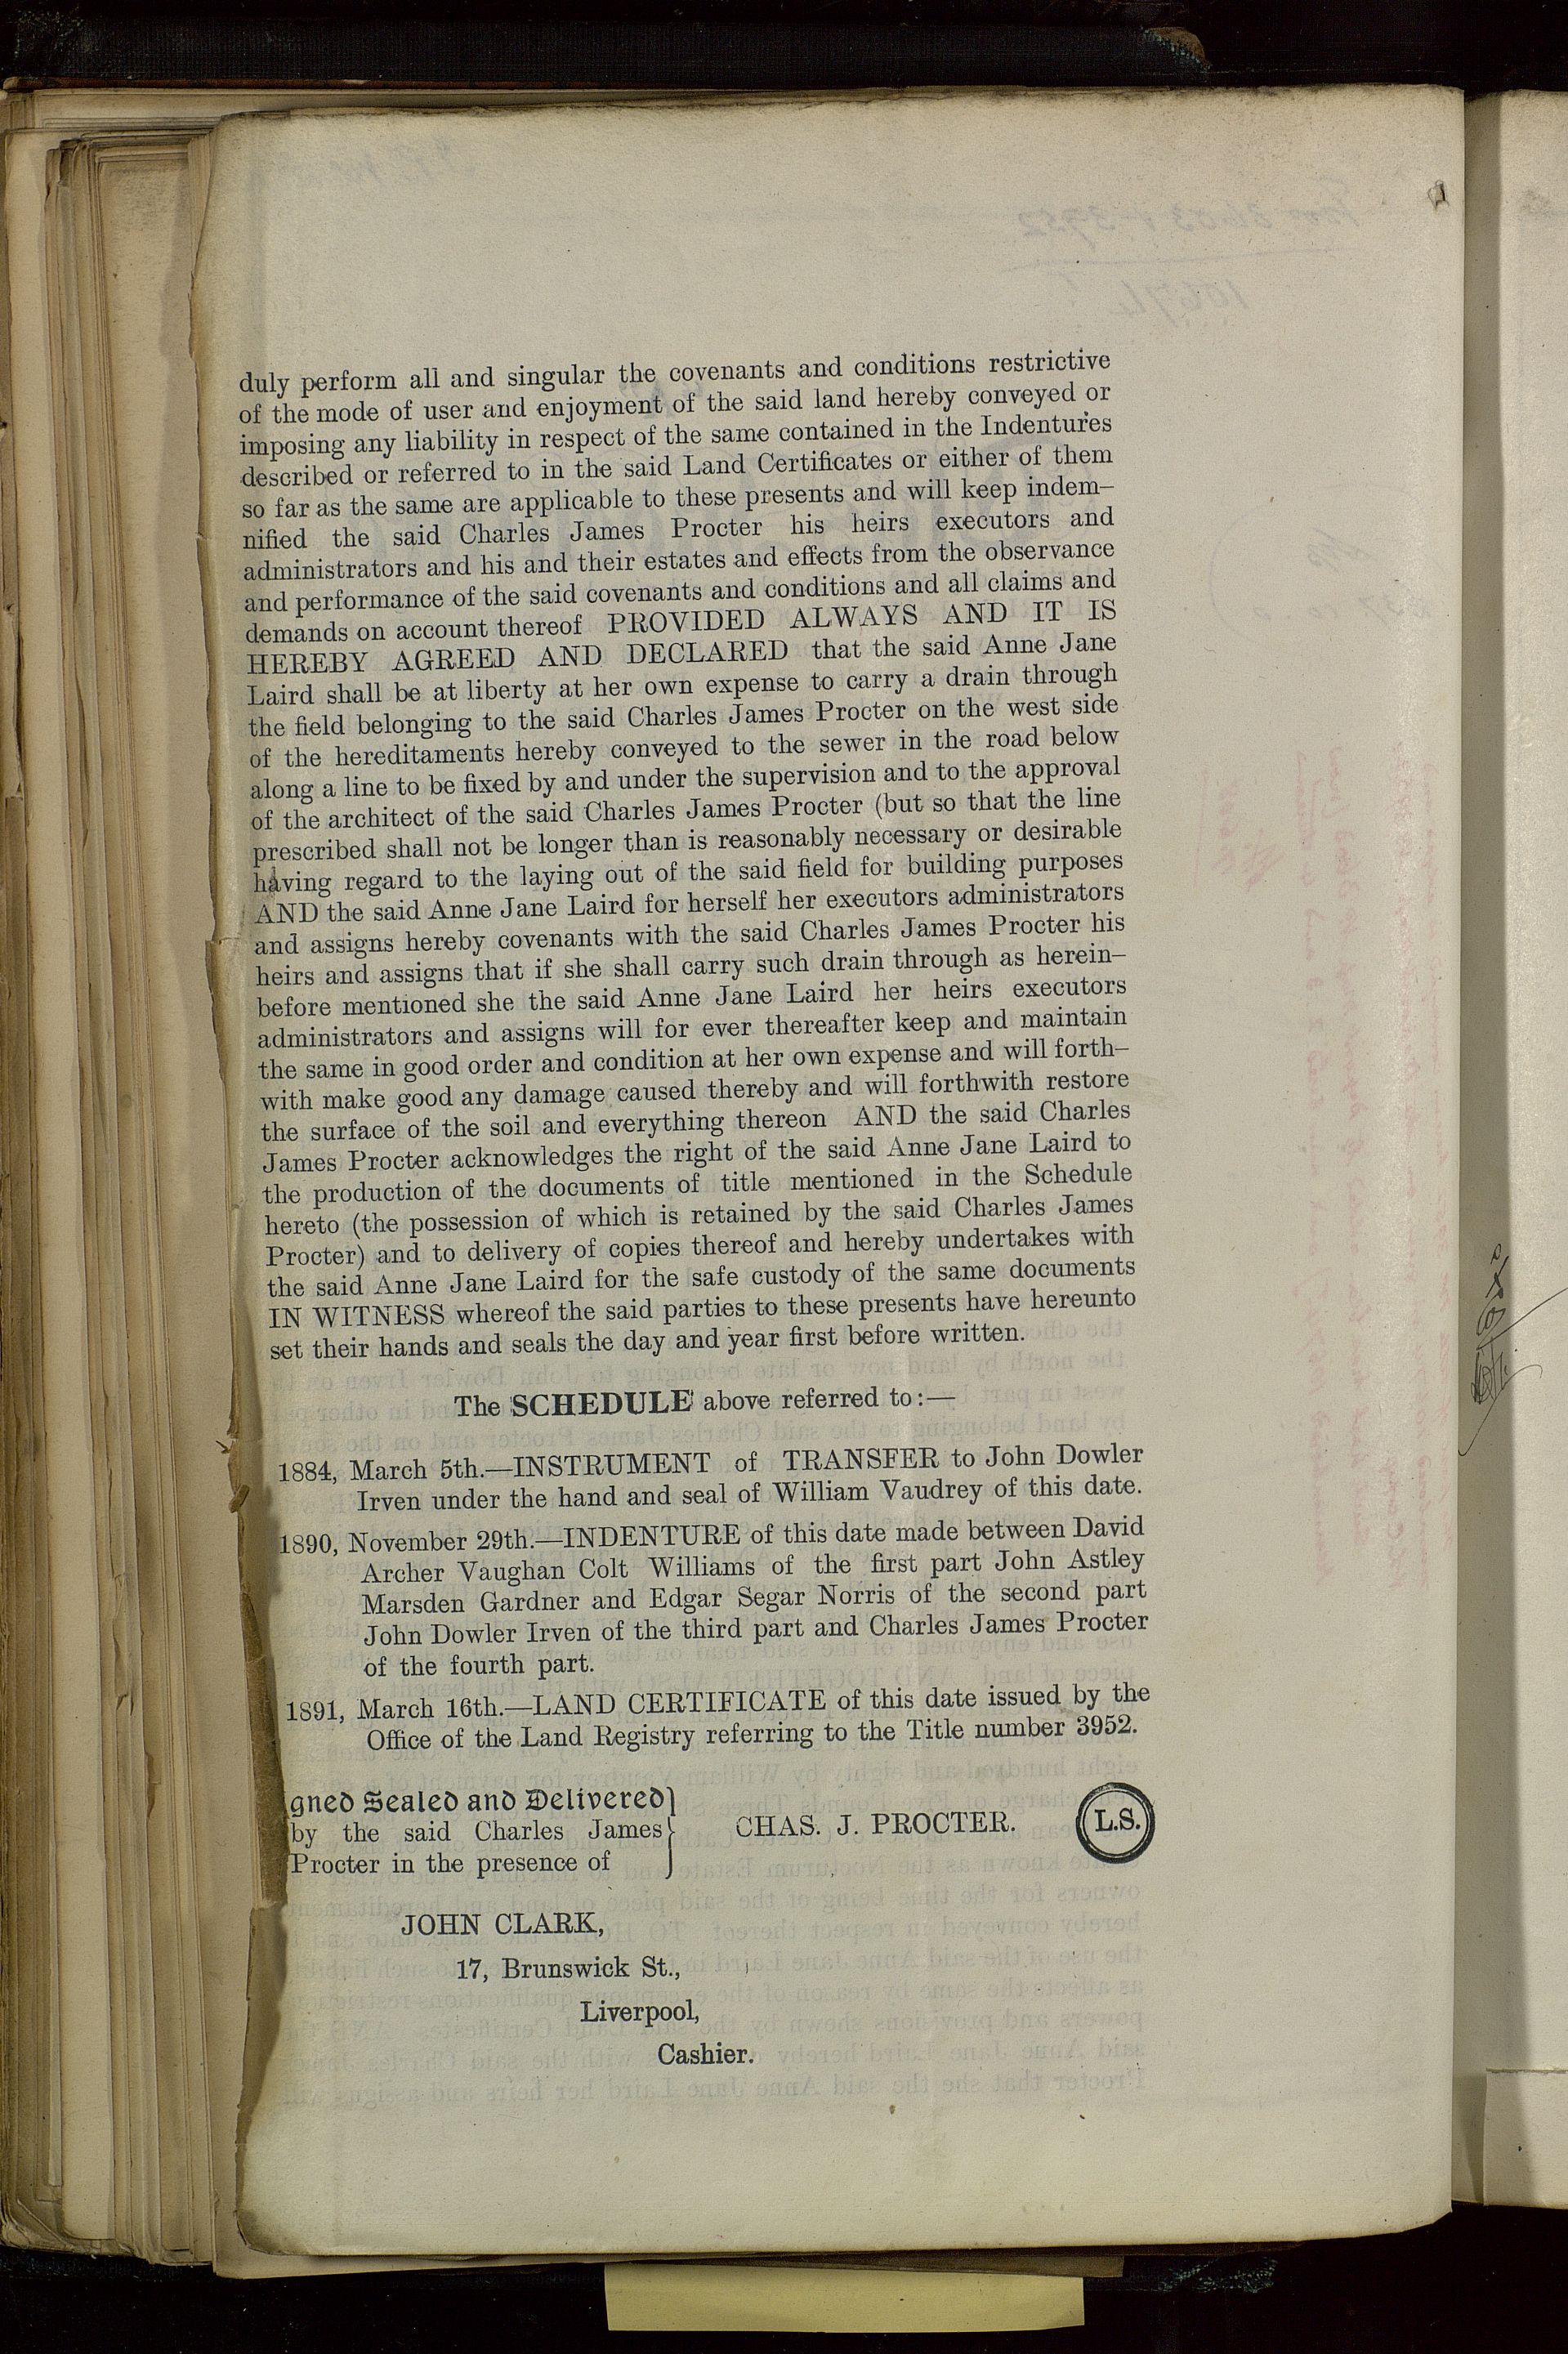 duly perform all and singular the covenants and conditions restrictive
of the mode of user and enjoyment of the said land hereby conveyed or
imposing any liability in respect of the same contained in the Indentures
described or referred to in the said Land Certificates or either of them
so far as the same are applicable to these presents and will keep indem—
nified the said Charles James Procter his heirs executors and
administrators and his and their estates and effects from the observance
and performance of the said covenants and conditions and all claims and
demands on account thereof PROVIDED ALWAYS AND IT IS
HEREBY AGREED AND DECLARED that the said Anne Jane
Laird shall be at liberty at her own expense to carry a drain through
the field belonging to the said Charles James Procter on the west side
of the hereditaments hereby conveyed to the sewer in the road below
along a line to be fixed by and under the supervision and to the approval
of the architect of the said Charles James Procter (but so that the line
prescribed shall not be longer than is reasonably necessary or desirable
having regard to the laying out of the said field for building purposes
AND the said Anne Jane Laird for herself her executors administrators
and assigns hereby covenants with the said Charles James Procter his
heirs and assigns that if she shall carry such drain through as herein—
before mentioned she the said Anne Jane Laird her heirs executors
administrators and assigns will for ever thereafter keep and maintain
the same in good order and condition at her own expense and will forth—
with make good any damage caused thereby and will forthwith restore
the surface of the soil and everything thereon AND the said Charles
James Procter acknowledges the right of the said Anne Jane Laird to
the production of the documents of title mentioned in the Schedule
hereto (the possession of which is retained by the said Charles James
Procter) and to delivery of copies thereof and hereby undertakes with
the said Anne Jane Laird for the safe custody of the same documents
IN WITNESS whereof the said parties to these presents have hereunto
set their hands and seals the day and year first before written.
The SCHEDULE above referred to:—
1884, March 5th.—INSTRUMENT of TRANSFER to John Dowler
Irven under the hand and seal of William Vaudrey of this date.
1890, November 29th.—INDENTURE of this date made between David
Archer Vaughan Colt Williams of the first part John Astley
Marsden Gardner and Edgar Segar Norris of the second part
John Dowler Irven of the third part and Charles James Procter
of the fourth part.
1891, March 16th.—LAND CERTIFICATE of this date issued by the
Office of the Land Registry referring to the Title number 3952.
gned Sealed and Delivered
by the said Charles James
Procter in the presence of
CHAS. J. PROCTER.
L.S.
JOHN CLARK,
17, Brunswick St.,
Liverpool,
Cashier.